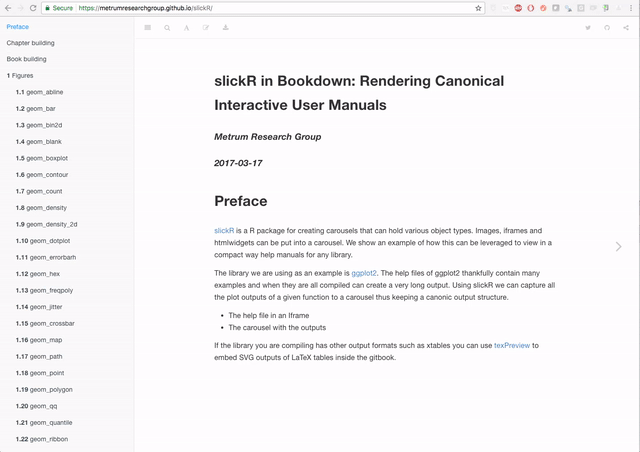 Secure https://metrumresearchgroup.github.io/slickR/
Preface
Chapter building
Book building
1 Figures
1.1 geom_abline
1.2 geom_bar
1.3 geom_bin2d
1.4 geom_blank
1.5 geom_boxplot
1.6 geom_contour
1.7 geom_count
1.8 geom_density
1.9 geom_density_2d
1.10 geom_dotplot
1.11 geom_errorbarh
1.12 geom_hex
1.13 geom_freqpoly
1.14 geom_jitter
1.15 geom_crossbar
1.16 geom_map
1.17 geom_path
1.18 geom_point
1.19 geom_polygon
1.20 geom_qq
1.21 geom_quantile
1.22 geom_ribbon
A
slickR in Bookdown: Rendering Canonical
Interactive User Manuals
Metrum Research Group
2017-03-17
Preface
slickR is a R package for creating carousels that can hold various object types. Images, iframes and
htmlwidgets can be put into a carousel. We show an example of how this can be leveraged to view in a
compact way help manuals for any library.
The library we are using as an example is ggplot2. The help files of ggplot2 thankfully contain many
examples and when they are all compiled can create a very long output. Using slickR we can capture all
the plot outputs of a given function to a carousel thus keeping a canonic output structure.
• The help file in an Iframe
• The carousel with the outputs
If the library you are compiling has other output formats such as xtables you can use texPreview to
embed SVG outputs of LaTeX tables inside the gitbook.